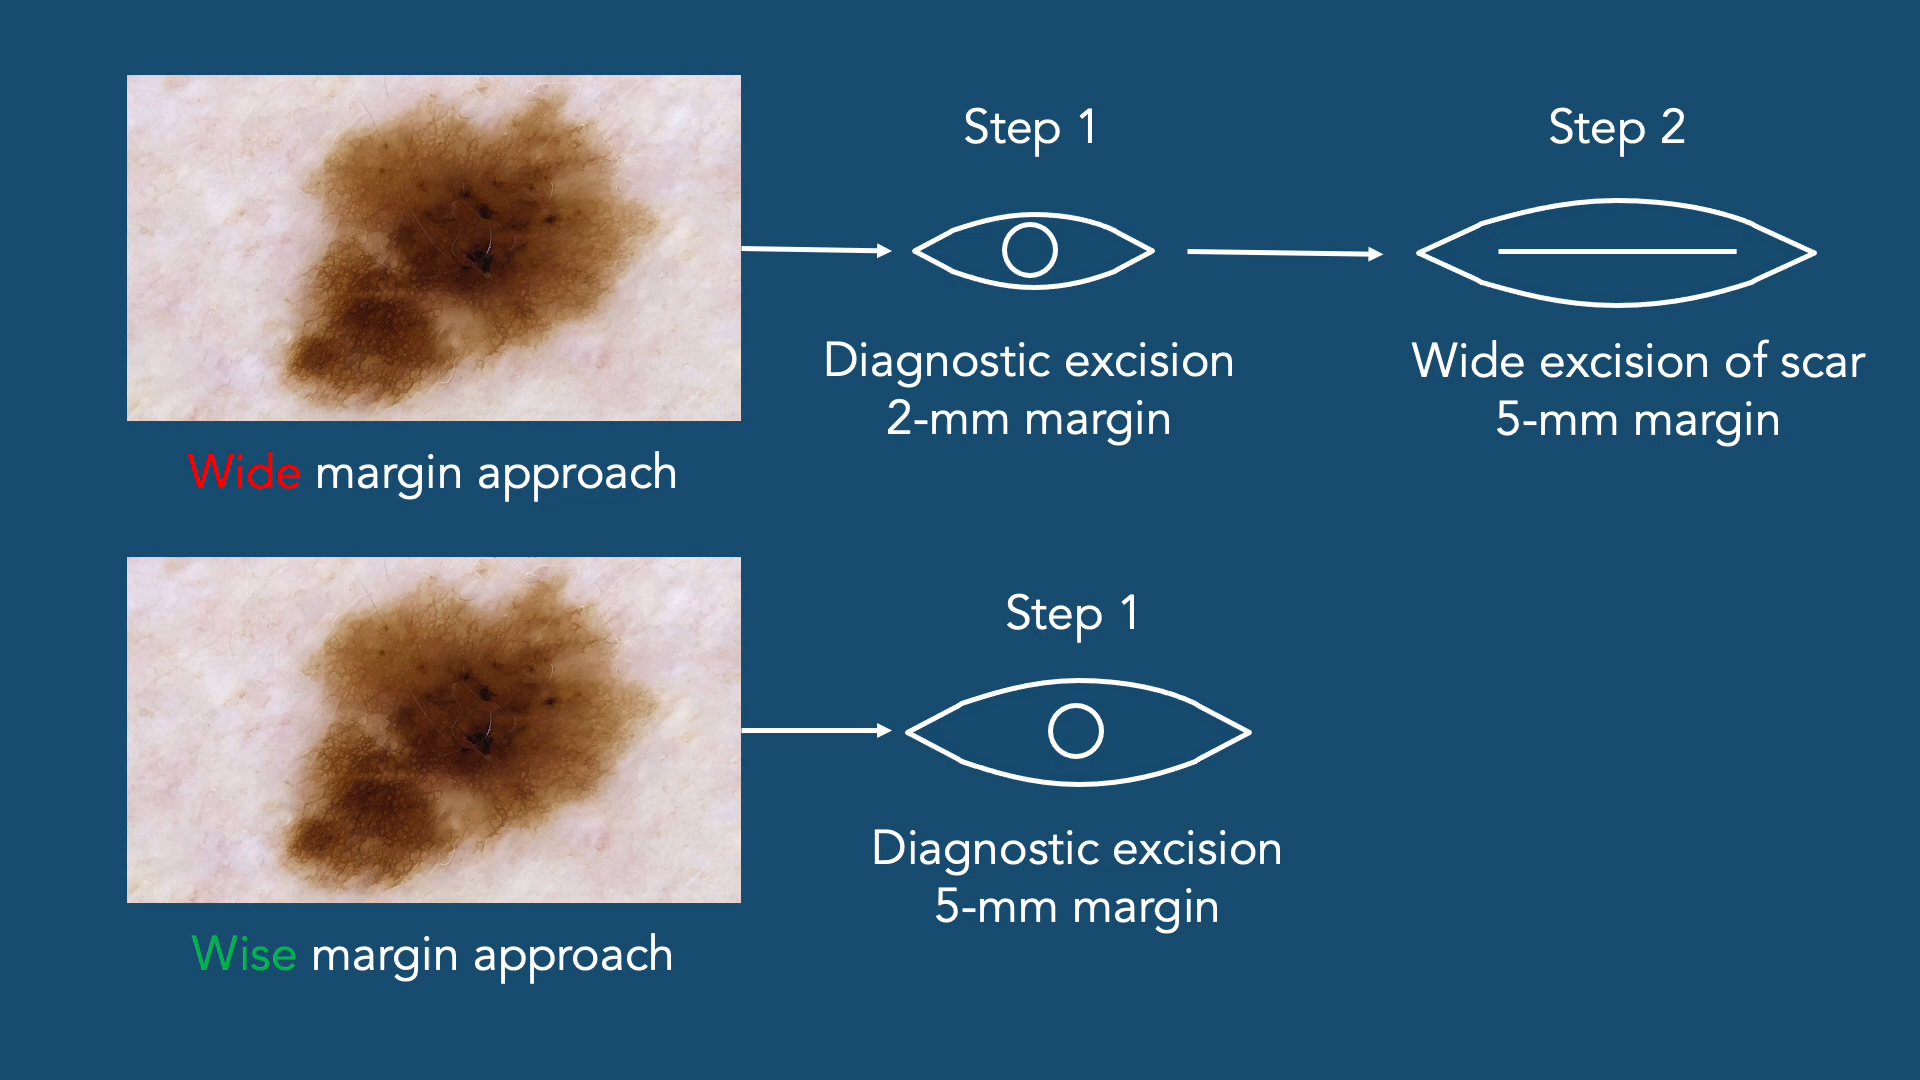 Step 1
Step 2
Diagnostic excision
2-mm margin
Wide excision of scar
5-mm margin
Wide margin approach
Step 1
Diagnostic excision
5-mm margin
Wise margin approach